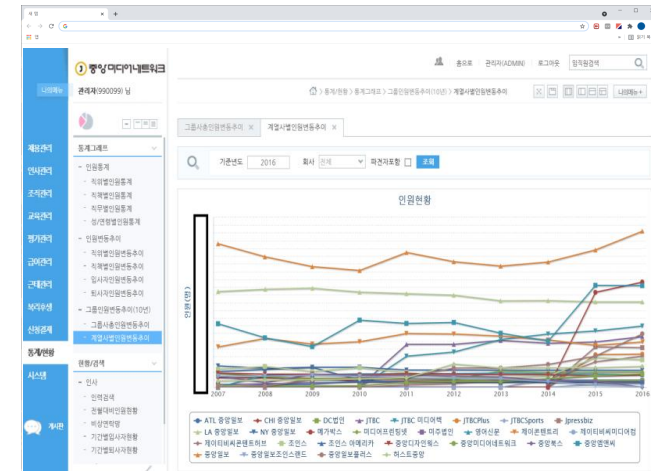 중앙미디어네트워크
홈으로 관리자(ADMIN) 로그아웃 임직원검색
나의메뉴 관리자(990099) 님
통계/현황 > 통계그래프 > 그룹인원변동추이(10년) > 계열사별인원변동추이
나의메뉴+
그룹사총인원변동추이 × 계열사별인원변동추이 ×
채용관리
인사관리
조직관리
교육관리
평가관리
급여관리
근태관리
복리후생
신청결재
통계/현황
시스템
게시판
통계그래프
인원통계
직위별인원통계
직책별인원통계
직무별인원통계
성/연령별인원통계
인원변동추이
직위별인원변동추이
직책별인원변동추이
입사자인원변동추이
퇴사자인원변동추이
그룹인원변동추이(10년)
그룹사총인원변동추이
계열사별인원변동추이
현황/검색
인사
인력검색
전월대비인원현황
비상연락망
기간별입사자현황
기간별퇴사자현황
기준년도 2016 회사 전체 파견자포함 조회
인원현황
인원(명)
2007 2008 2009 2010 2011 2012 2013 2014 2015 2016
ATL 중앙일보 CHI 중앙일보 DC법인 JTBC JTBC 미디어텍 JTBCPlus JTBCSports Jpressbiz
LA 중앙일보 NY 중앙일보 메가박스 미디어프린팅넷 미주법인 영어신문 제이콘텐트리 제이티비씨미디어컴
제이티비씨콘텐트허브 조인스 조인스 아메리카 중앙디자인웍스 중앙미디어네트워크 중앙북스 중앙엠앤씨
중앙일보 중앙일보조인스랜드 중앙일보플러스 허스트중앙